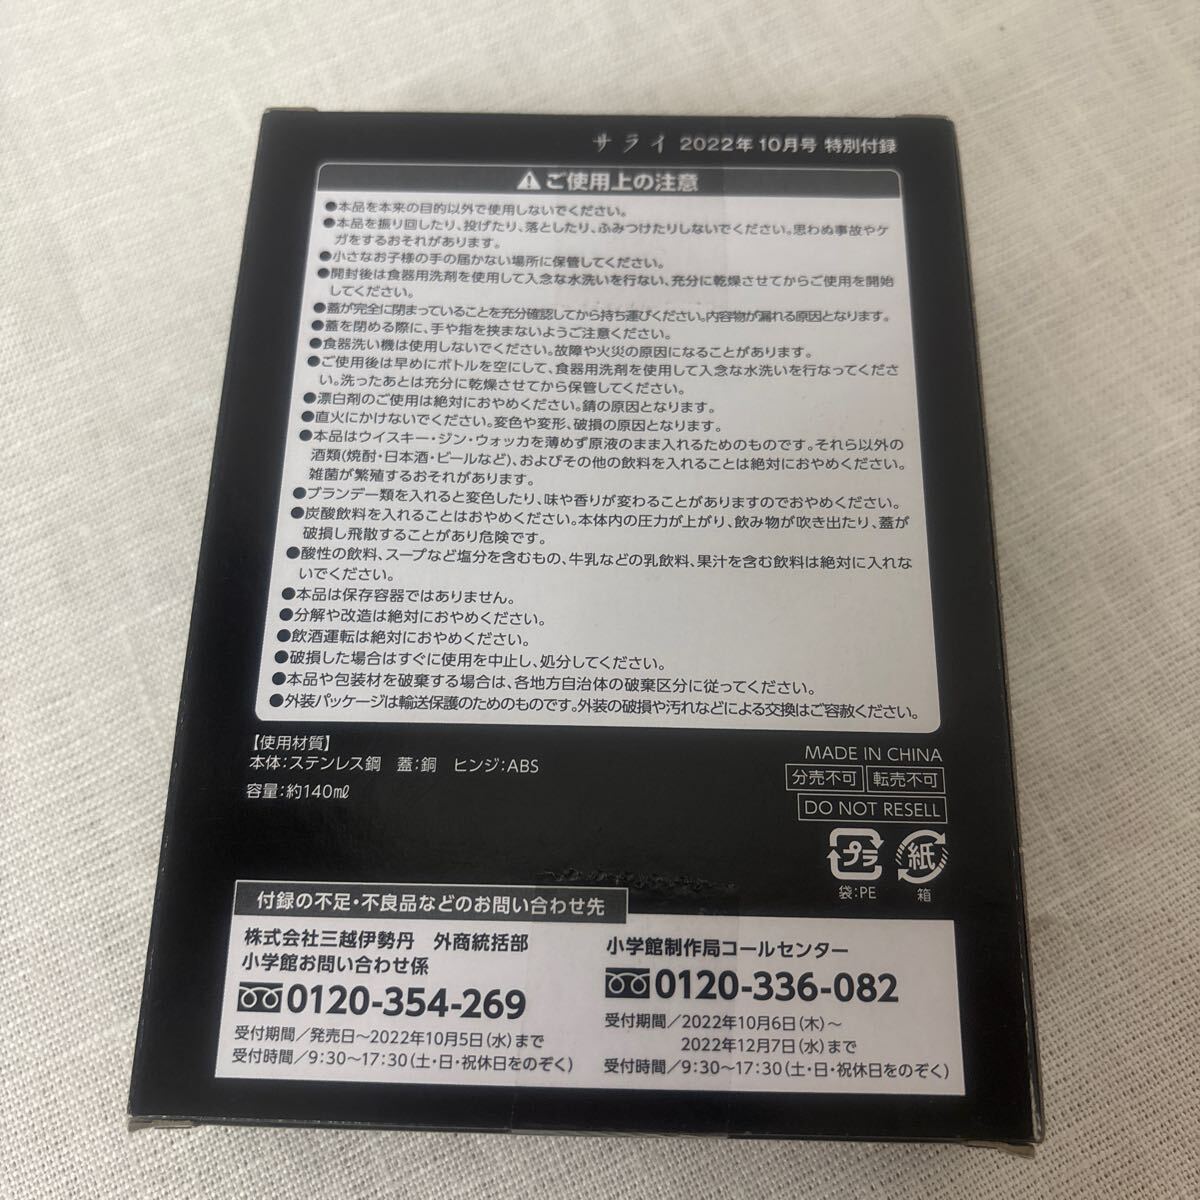 サライ 2022年 10月号 特別付録
⚠ご使用上の注意
●本品を本来の目的以外で使用しないでください。
●本品を振り回したり、投げたり、落としたり、ふみつけたりしないでください。思わぬ事故やケ
ガをするおそれがあります。
●小さなお子様の手の届かない場所に保管してください。
●開封後は食器用洗剤を使用して入念な水洗いを行ない、充分に乾燥させてからご使用を開始
してください。
●蓋が完全に閉まっていることを充分確認してから持ち運びください。内容物が漏れる原因となります。
●蓋を閉める際に、手や指を挟まないようご注意ください。
●食器洗い機は使用しないでください。故障や火災の原因になることがあります。
●ご使用後は早めにボトルを空にして、食器用洗剤を使用して入念な水洗いを行なってくださ
い。洗ったあとは充分に乾燥させてから保管してください。
●漂白剤のご使用は絶対におやめください。錆の原因となります。
●直火にかけないでください。変色や変形、破損の原因となります。
●本品はウイスキー・ジン・ウォッカを薄めず原液のまま入れるためのものです。それら以外の
酒類(焼酎・日本酒・ビールなど)、およびその他の飲料を入れることは絶対におやめください。
雑菌が繁殖するおそれがあります。
●ブランデー類を入れると変色したり、味や香りが変わることがありますのでおやめください。
●炭酸飲料を入れることはおやめください。本体内の圧力が上がり、飲み物が吹き出たり、蓋が
破損し飛散することがあり危険です。
●酸性の飲料、スープなど塩分を含むもの、牛乳などの乳飲料、果汁を含む飲料は絶対に入れな
いでください。
●本品は保存容器ではありません。
●分解や改造は絶対におやめください。
●飲酒運転は絶対におやめください。
●破損した場合はすぐに使用を中止し、処分してください。
●本品や包装材を破棄する場合は、各地方自治体の破棄区分に従ってください。
●外装パッケージは輸送保護のためのものです。外装の破損や汚れなどによる交換はご容赦ください。
【使用材質】
本体：ステンレス鋼　蓋：銅　ヒンジ：ABS
容量：約140㎖
MADE IN CHINA
分売不可 転売不可
DO NOT RESELL
プラ 紙
袋：PE 箱
付録の不足・不良品などのお問い合わせ先
株式会社三越伊勢丹　外商統括部
小学館お問い合わせ係
0120-354-269
受付期間／発売日〜2022年10月5日(水)まで
受付時間／9:30〜17:30(土・日・祝休日をのぞく)
小学館制作局コールセンター
0120-336-082
受付期間／2022年10月6日(木)〜
2022年12月7日(水)まで
受付時間／9:30〜17:30(土・日・祝休日をのぞく)